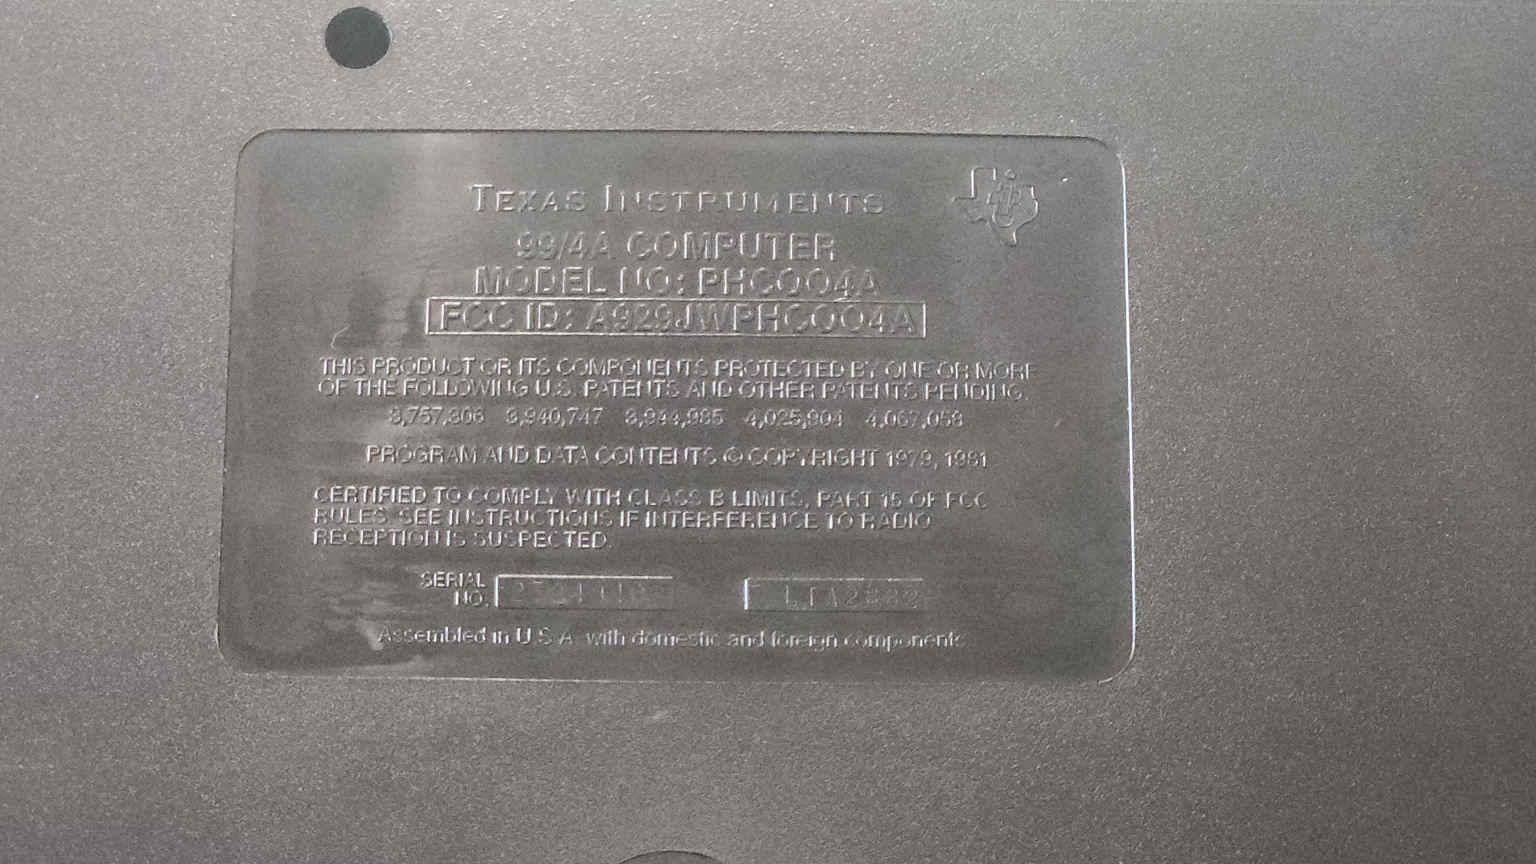 TEXAS INSTRUMENTS
99/4A COMPUTER
MODEL NO: PHC004A
FCC ID: A929JWPHC004A
THIS PRODUCT OR ITS COMPONENTS PROTECTED BY ONE OR MORE
OF THE FOLLOWING U.S. PATENTS AND OTHER PATENTS PENDING.
3,757,306 3,940,747 3,944,985 4,025,904 4,067,058
PROGRAM AND DATA CONTENTS © COPYRIGHT 1979, 1981
CERTIFIED TO COMPLY WITH CLASS B LIMITS, PART 15 OF FCC
RULES. SEE INSTRUCTIONS IF INTERFERENCE TO RADIO
RECEPTION IS SUSPECTED.
SERIAL
NO.
Assembled in U.S.A. with domestic and foreign components